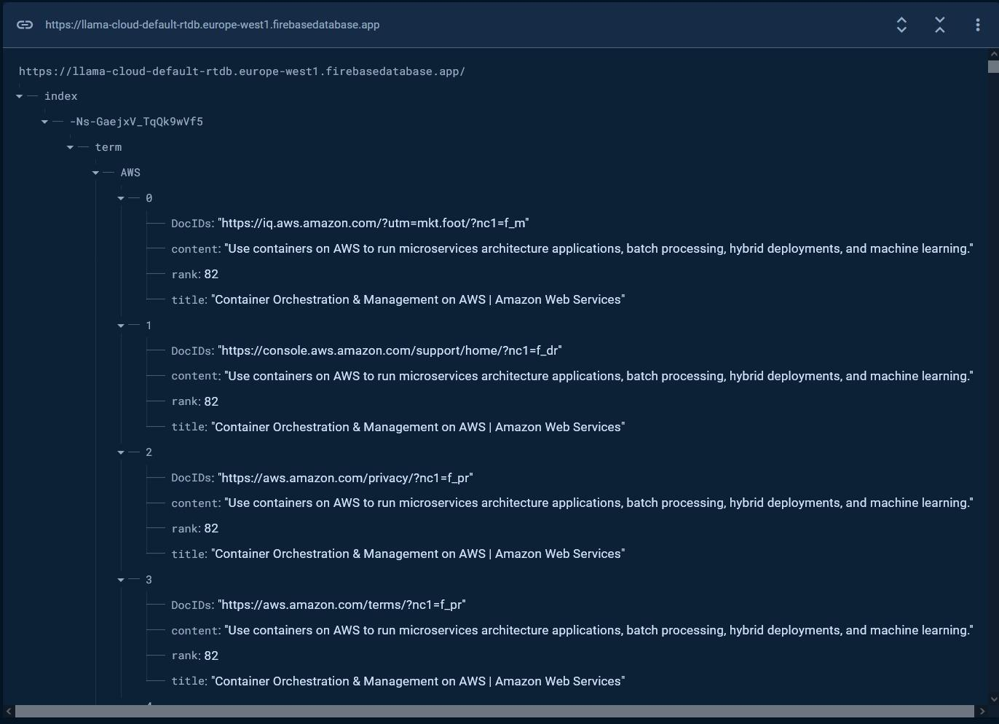 https://llama-cloud-default-rtdb.europe-west1.firebasedatabase.app
https://llama-cloud-default-rtdb.europe-west1.firebasedatabase.app/
index
-Ns-GaejxV_TqQk9wVf5
term
AWS
0
DocIDs: "https://iq.aws.amazon.com/?utm=mkt.foot/?nc1=f_m"
content: "Use containers on AWS to run microservices architecture applications, batch processing, hybrid deployments, and machine learning."
rank: 82
title: "Container Orchestration & Management on AWS | Amazon Web Services"
1
DocIDs: "https://console.aws.amazon.com/support/home/?nc1=f_dr"
content: "Use containers on AWS to run microservices architecture applications, batch processing, hybrid deployments, and machine learning."
rank: 82
title: "Container Orchestration & Management on AWS | Amazon Web Services"
2
DocIDs: "https://aws.amazon.com/privacy/?nc1=f_pr"
content: "Use containers on AWS to run microservices architecture applications, batch processing, hybrid deployments, and machine learning."
rank: 82
title: "Container Orchestration & Management on AWS | Amazon Web Services"
3
DocIDs: "https://aws.amazon.com/terms/?nc1=f_pr"
content: "Use containers on AWS to run microservices architecture applications, batch processing, hybrid deployments, and machine learning."
rank: 82
title: "Container Orchestration & Management on AWS | Amazon Web Services"